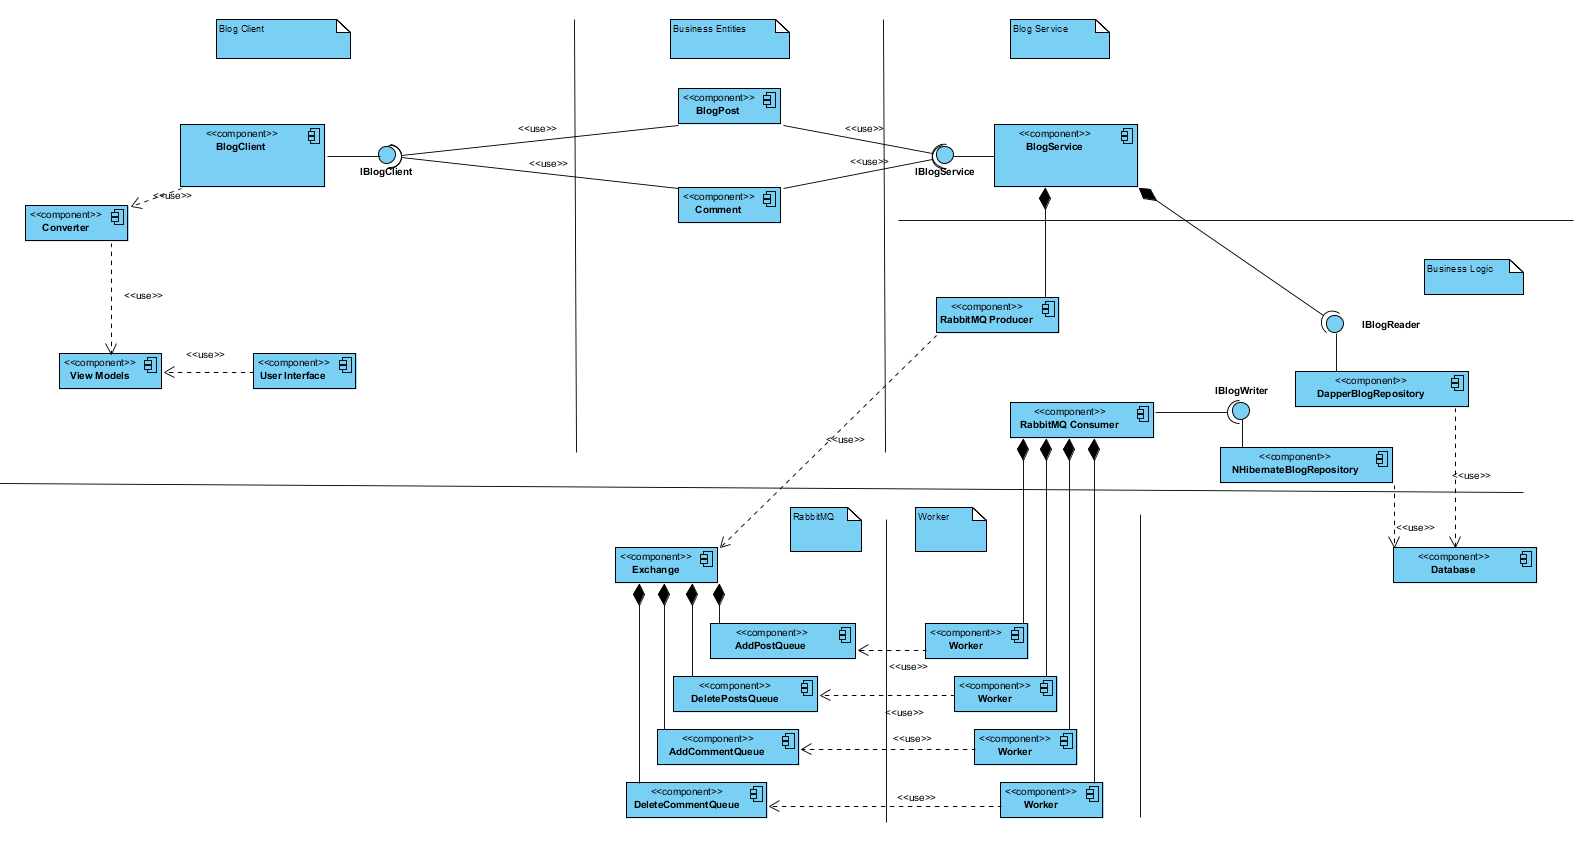 Blog Client
Business Entities
Blog Service
<<component>>
BlogPost
<<use>>
<<use>>
<<component>>
BlogClient
<<component>>
BlogService
IBlogClient
<<use>>
<<use>>
IBlogService
<<use>>
<<component>>
Comment
<<component>>
Converter
Business Logic
<<use>>
<<component>>
RabbitMQ Producer
IBlogReader
<<use>>
<<component>>
View Models
<<component>>
User Interface
<<component>>
DapperBlogRepository
IBlogWriter
<<component>>
RabbitMQ Consumer
<<use>>
<<component>>
NHibernateBlogRepository
<<use>>
RabbitMQ
Worker
<<use>>
<<component>>
Exchange
<<component>>
Database
<<component>>
AddPostQueue
<<component>>
Worker
<<use>>
<<component>>
DeletePostsQueue
<<component>>
Worker
<<use>>
<<component>>
AddCommentQueue
<<use>>
<<component>>
Worker
<<component>>
DeleteCommentQueue
<<use>>
<<component>>
Worker